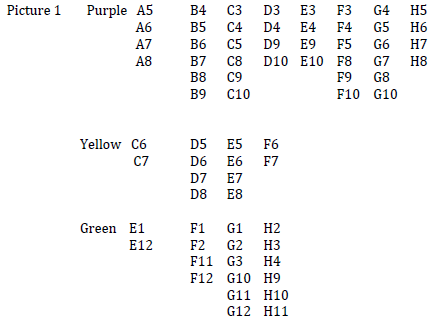 Picture 1 Purple A5 B4 C3 D3 E3 F3 G4 H5
A6 B5 C4 D4 E4 F4 G5 H6
A7 B6 C5 D9 E9 F5 G6 H7
A8 B7 C8 D10 E10 F8 G7 H8
B8 C9 F9 G8
B9 C10 F10 G10
Yellow C6 D5 E5 F6
C7 D6 E6 F7
D7 E7
D8 E8
Green E1 F1 G1 H2
E12 F2 G2 H3
F11 G3 H4
F12 G10 H9
G11 H10
G12 H11